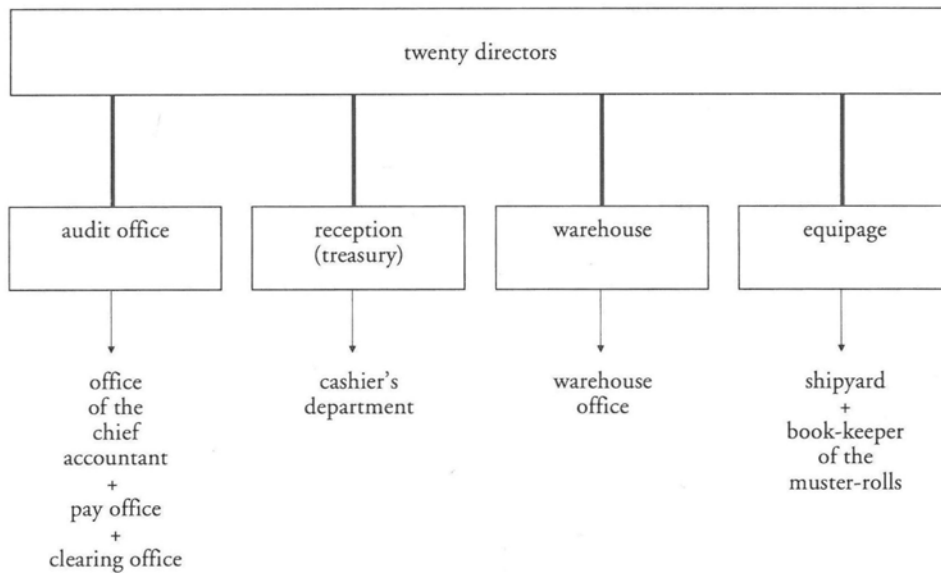 twenty directors
audit office
reception
(treasury)
warehouse
equipage
office
of the
chief
accountant
+
pay office
+
clearing office
cashier's
department
warehouse
office
shipyard
+
book-keeper
of the
muster-rolls